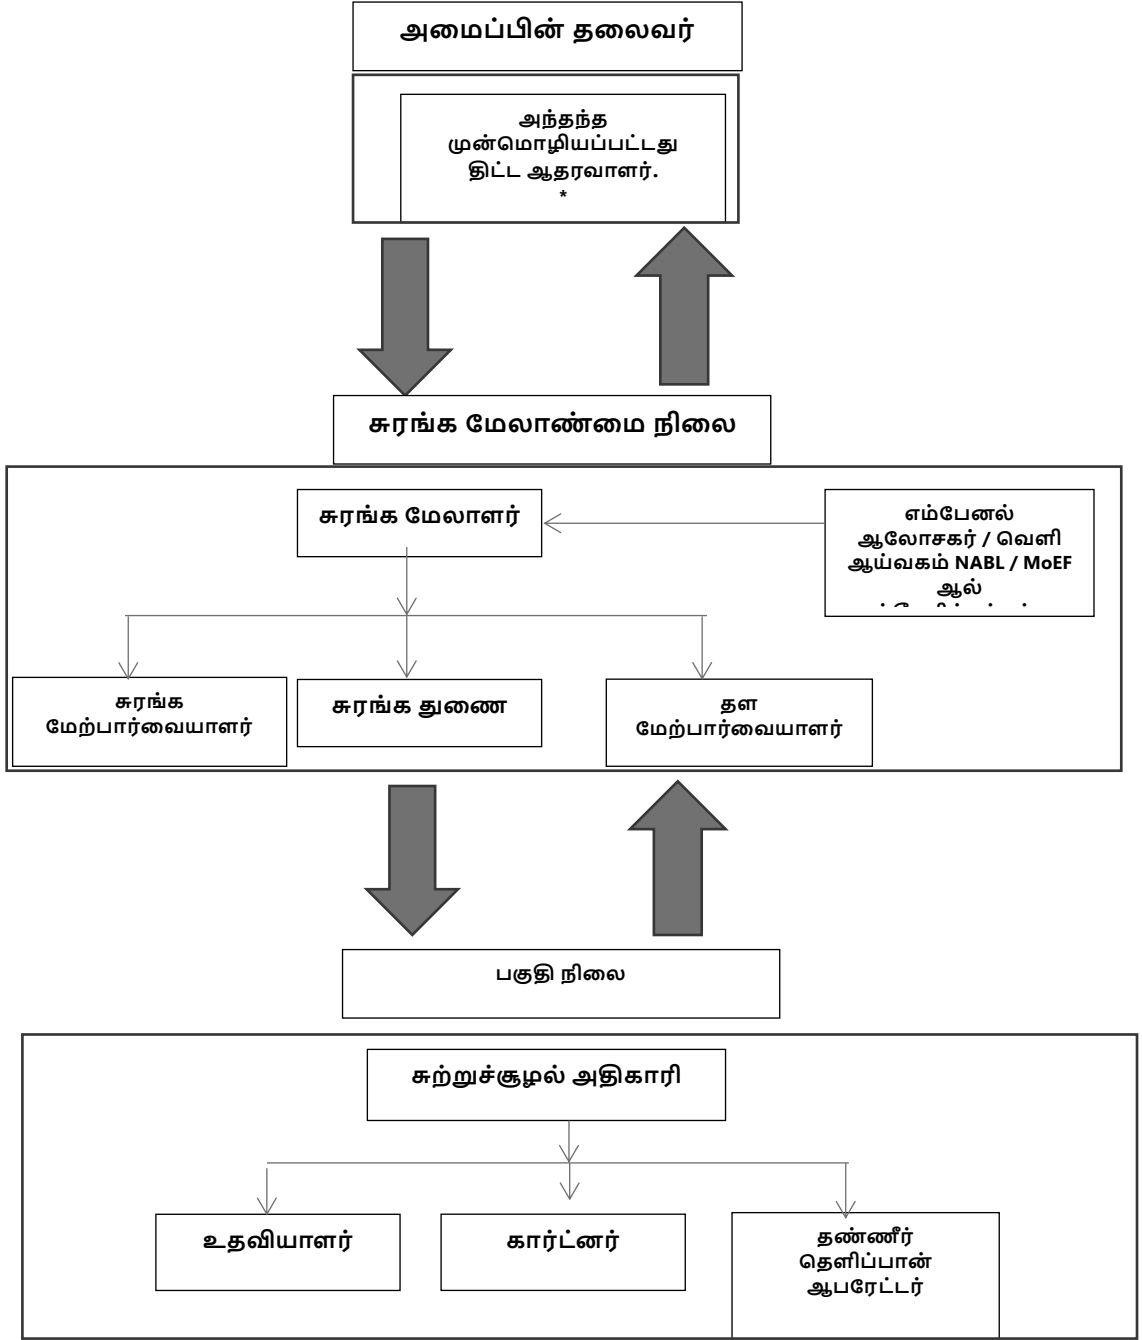 அமைப்பின் தலைவர்
அந்தந்த
முன்மொழியப்பட்டது
திட்ட ஆதரவாளர்.
*
சுரங்க மேலாண்மை நிலை
சுரங்க மேலாளர்
எம்பேனல்
ஆலோசகர் / வெளி
ஆய்வகம் NABL / MoEF
ஆல்
சுரங்க
மேற்பார்வையாளர்
சுரங்க துணை
தள
மேற்பார்வையாளர்
பகுதி நிலை
சுற்றுச்சூழல் அதிகாரி
உதவியாளர்
கார்ட்னர்
தண்ணீர்
தெளிப்பான்
ஆபரேட்டர்